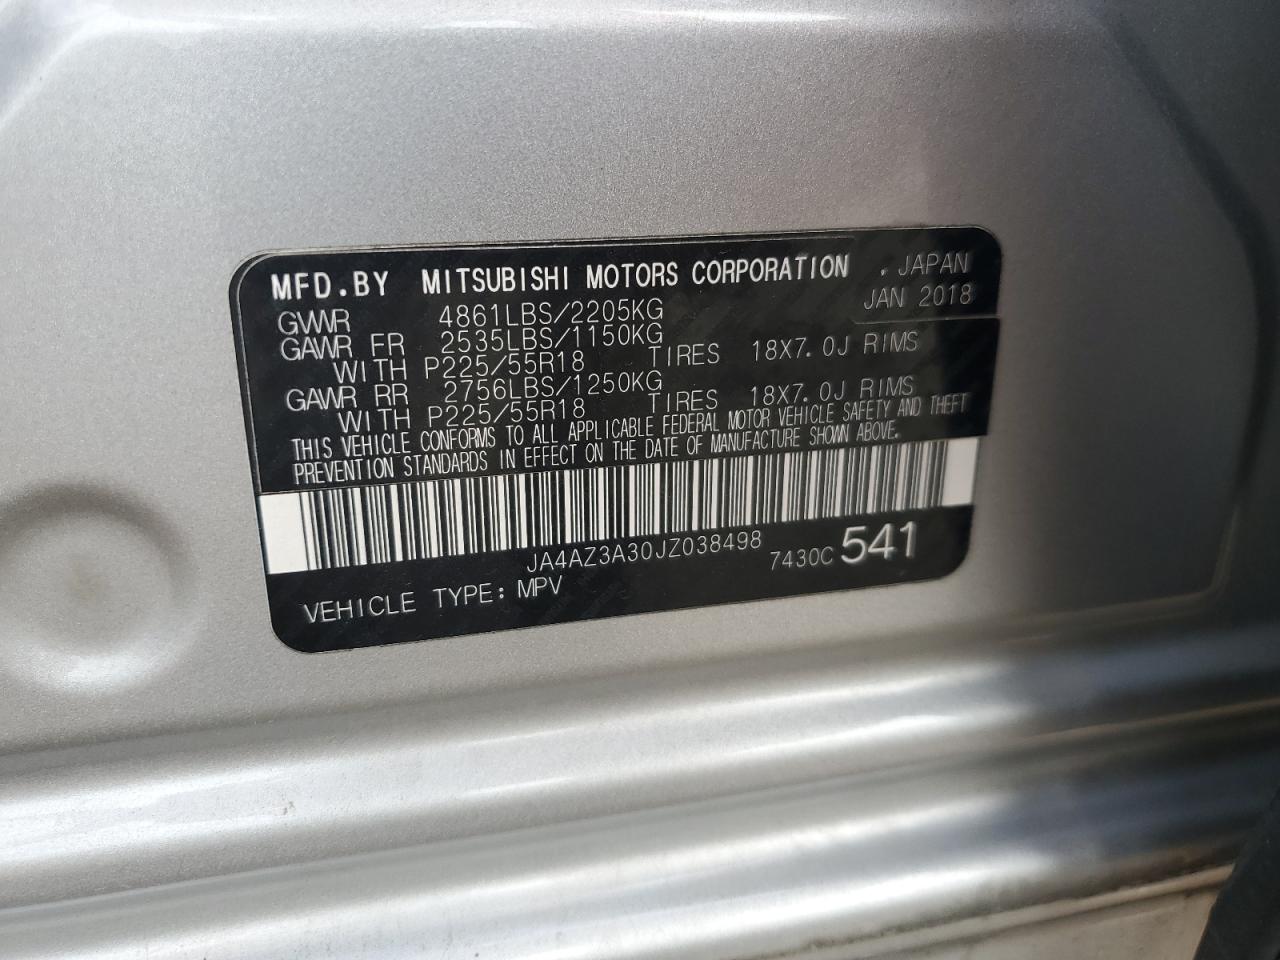 MFD.BY MITSUBISHI MOTORS CORPORATION . JAPAN
JAN 2018
GVWR 4861LBS/2205KG
GAWR FR 2535LBS/1150KG
WITH P225/55R18 TIRES 18X7.0J RIMS
GAWR RR 2756LBS/1250KG
WITH P225/55R18 TIRES 18X7.0J RIMS
THIS VEHICLE CONFORMS TO ALL APPLICABLE FEDERAL MOTOR VEHICLE SAFETY AND THEFT
PREVENTION STANDARDS IN EFFECT ON THE DATE OF MANUFACTURE SHOWN ABOVE.
JA4AZ3A30JZ038498 7430C 541
VEHICLE TYPE: MPV